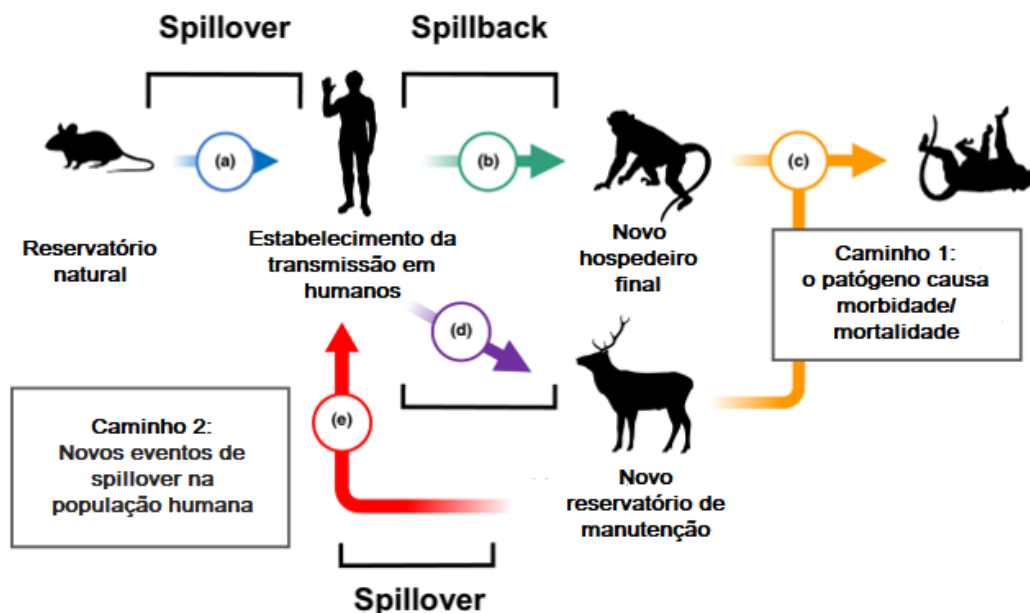 Spillover
Spillback
(a)
(b)
(c)
Reservatório
natural
Estabelecimento da
transmissão em
humanos
Novo
hospedeiro
final
Caminho 1:
o patógeno causa
morbidade/
mortalidade
(d)
(e)
Caminho 2:
Novos eventos de
spillover na
população humana
Novo
reservatório de
manutenção
Spillover